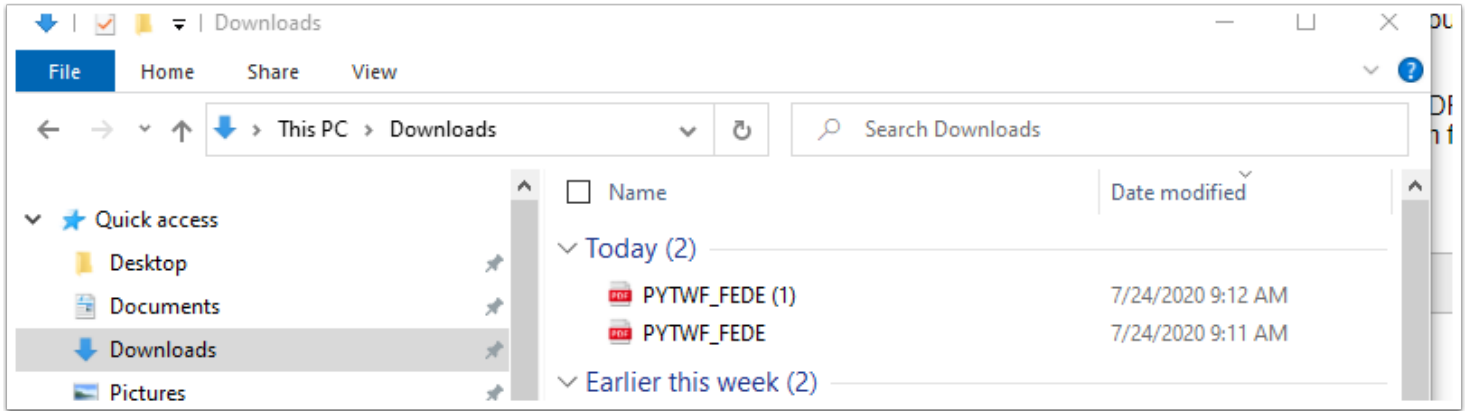 Downloads
File Home Share View
This PC > Downloads
Search Downloads
Name Date modified
Quick access
Today (2)
Desktop
PYTWF_FEDE (1) 7/24/2020 9:12 AM
Documents
PYTWF_FEDE 7/24/2020 9:11 AM
Downloads
Earlier this week (2)
Pictures